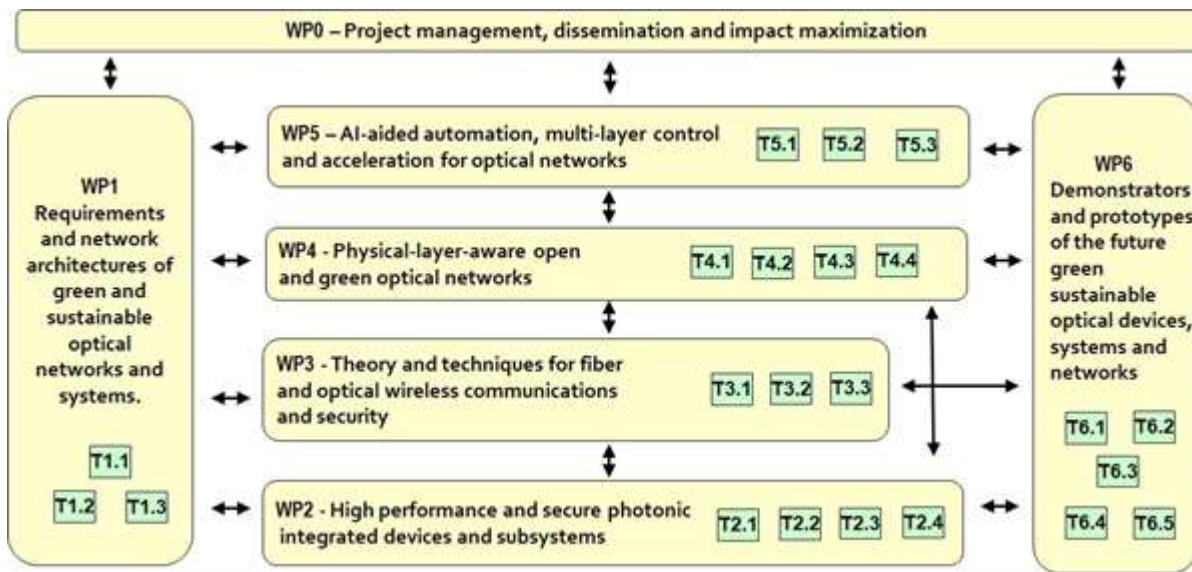 WP0 – Project management, dissemination and impact maximization
WP1
Requirements
and network
architectures of
green and
sustainable
optical
networks and
systems.
T1.1
T1.2 T1.3
WP5 – AI-aided automation, multi-layer control
and acceleration for optical networks
T5.1 T5.2 T5.3
WP4 - Physical-layer-aware open
and green optical networks
T4.1 T4.2 T4.3 T4.4
WP3 - Theory and techniques for fiber
and optical wireless communications
and security
T3.1 T3.2 T3.3
WP2 - High performance and secure photonic
integrated devices and subsystems
T2.1 T2.2 T2.3 T2.4
WP6
Demonstrators
and prototypes
of the future
green
sustainable
optical devices,
systems and
networks
T6.1 T6.2
T6.3
T6.4 T6.5